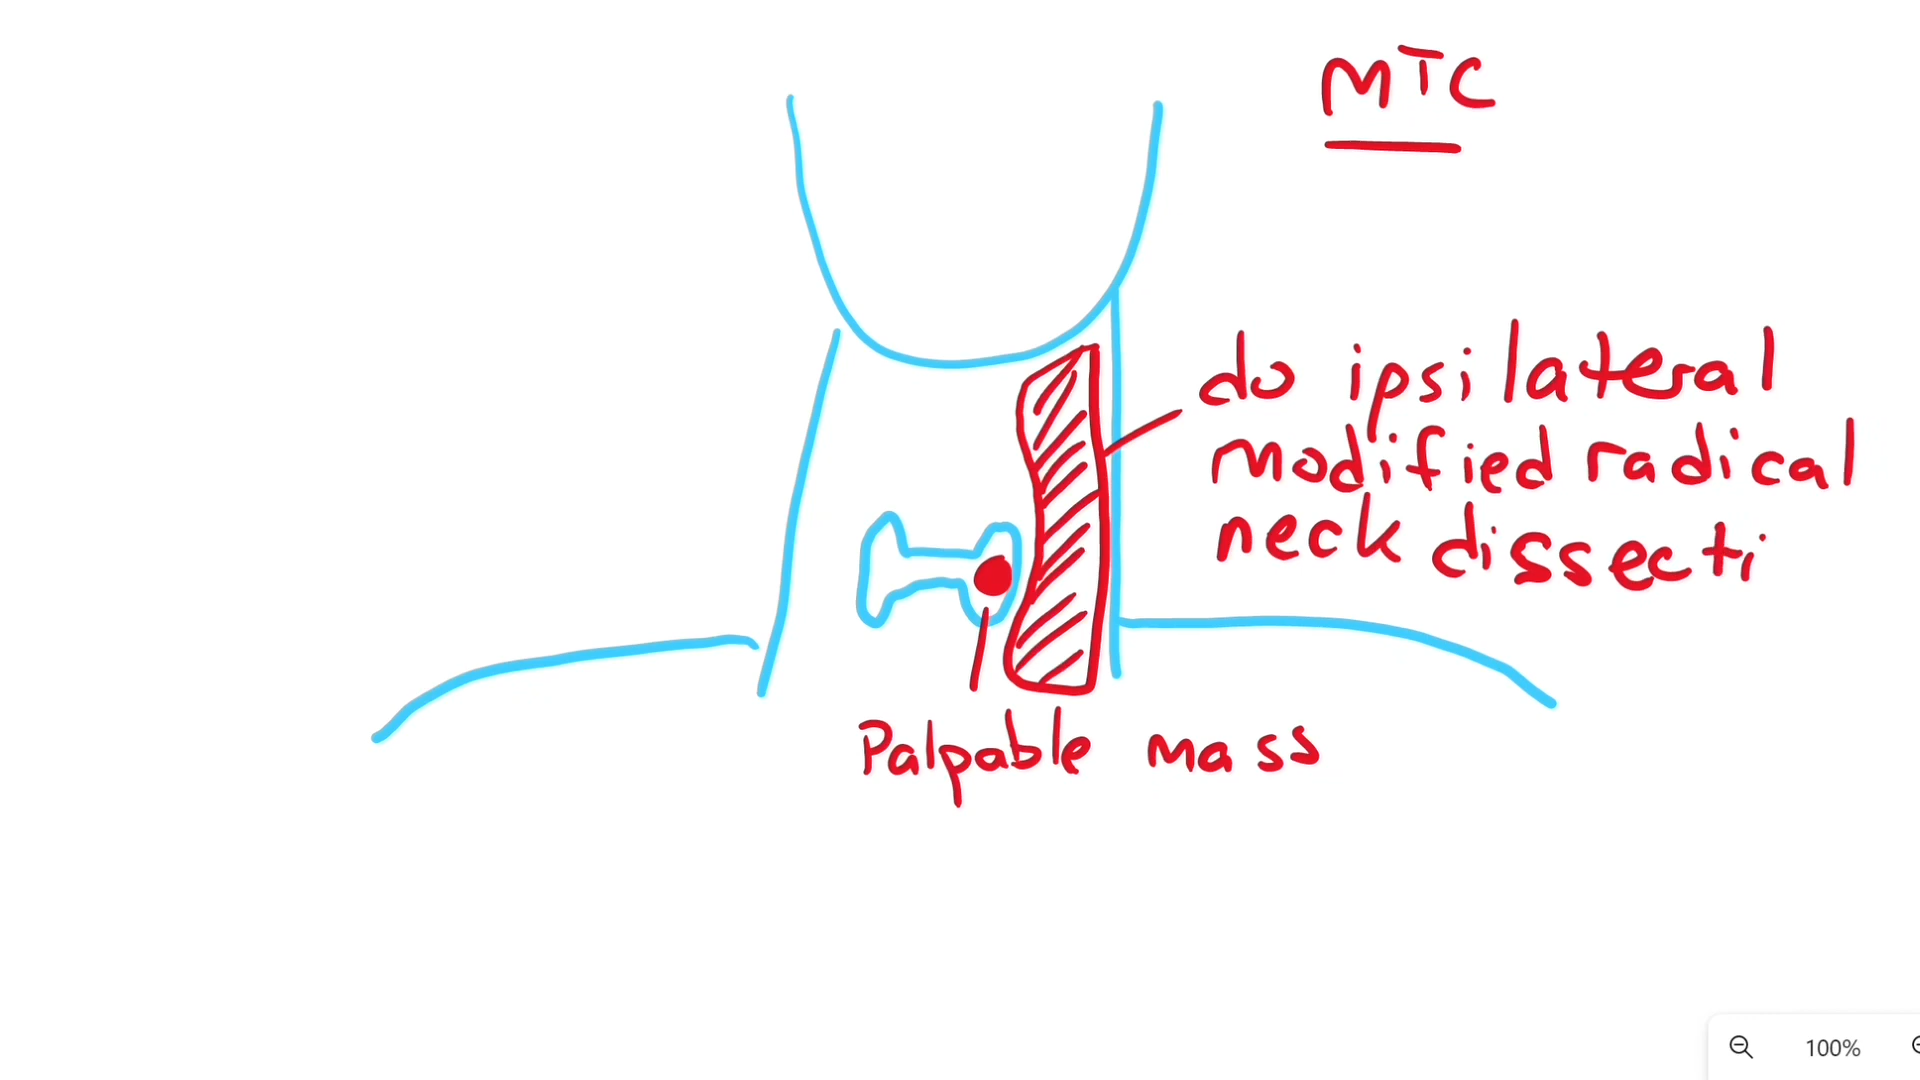 MTC
do ipsilateral
modified radical
neck dissecti
Palpable mass
100%